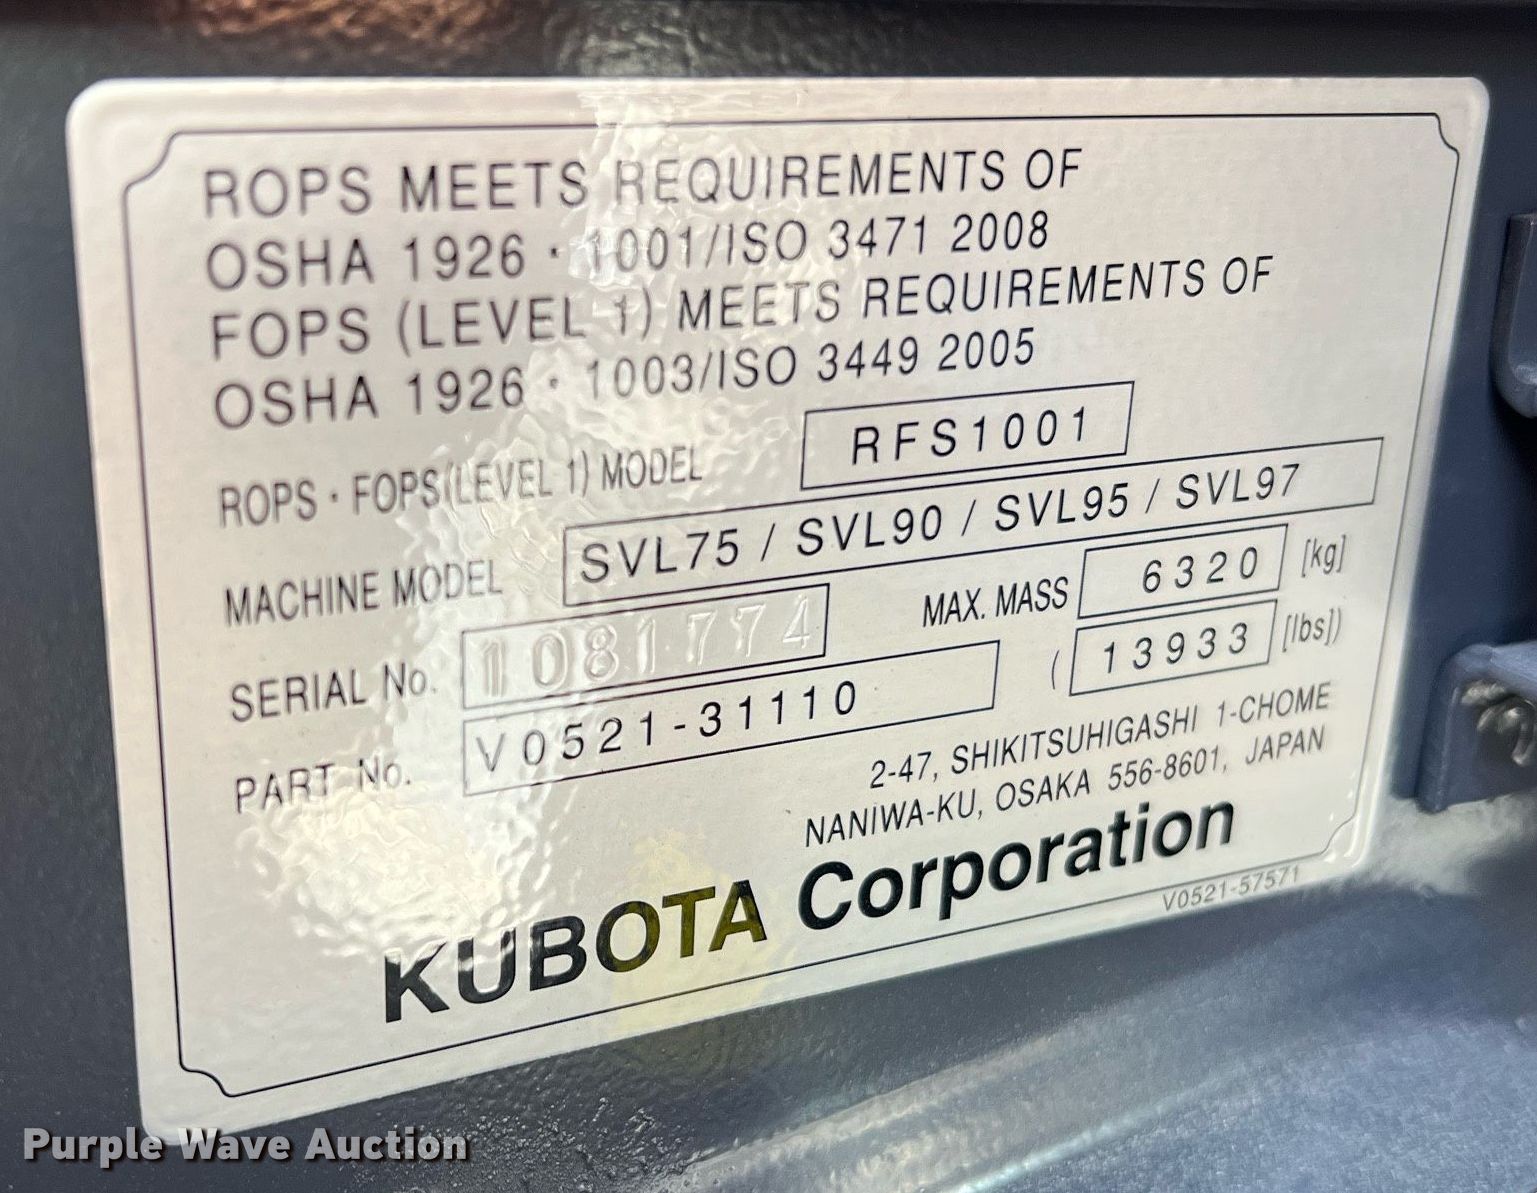 ROPS MEETS REQUIREMENTS OF
OSHA 1926・1001/ISO 3471 2008
FOPS (LEVEL 1) MEETS REQUIREMENTS OF
OSHA 1926・1003/ISO 3449 2005
ROPS・FOPS(LEVEL 1) MODEL RFS1001
MACHINE MODEL SVL75 / SVL90 / SVL95 / SVL97
SERIAL No. 1081774 MAX. MASS 6320 [kg]
(13933 [lbs])
PART No. V0521-31110
2-47, SHIKITSUHIGASHI 1-CHOME
NANIWA-KU, OSAKA 556-8601, JAPAN
KUBOTA Corporation
V0521-57571
Purple Wave Auction